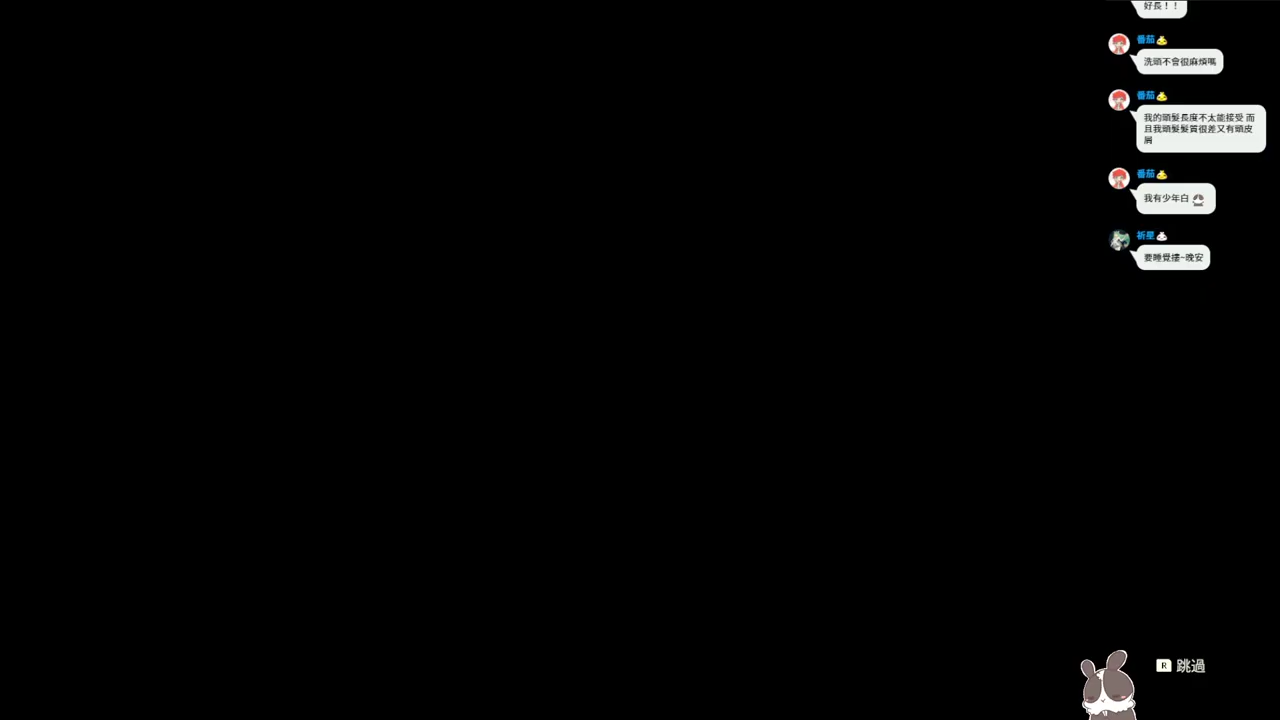 好長！！
番茄
洗頭不會很麻煩嗎
番茄
我的頭髮長度不太能接受 而
且我頭髮髮質很差又有頭皮
屑
番茄
我有少年白
祈星
要睡覺摟~晚安
R 跳過